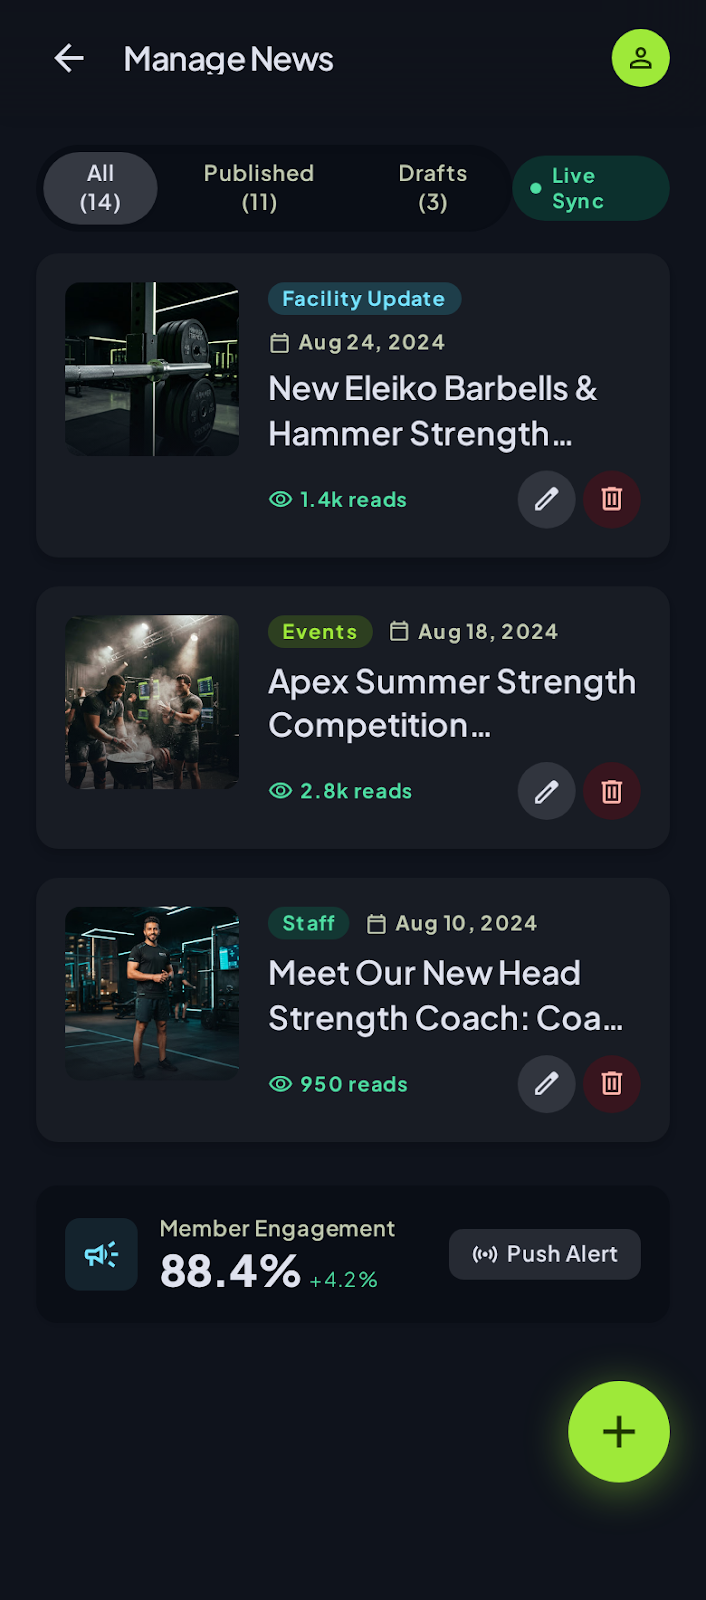 Manage News
All
(14)
Published
(11)
Drafts
(3)
Live
Sync
Facility Update
Aug 24, 2024
New Eleiko Barbells &
Hammer Strength...
1.4k reads
Events
Aug 18, 2024
Apex Summer Strength
Competition...
2.8k reads
Staff
Aug 10, 2024
Meet Our New Head
Strength Coach: Coa...
950 reads
Member Engagement
88.4% +4.2%
Push Alert